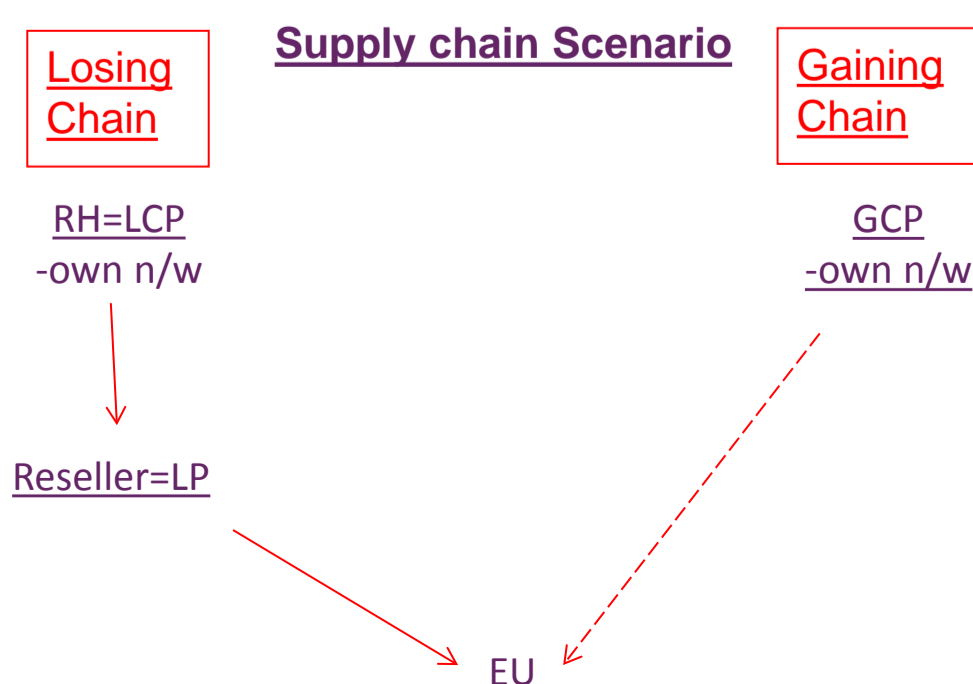 Supply chain Scenario
Losing
Chain
Gaining
Chain
RH=LCP
-own n/w
GCP
-own n/w
Reseller=LP
EU